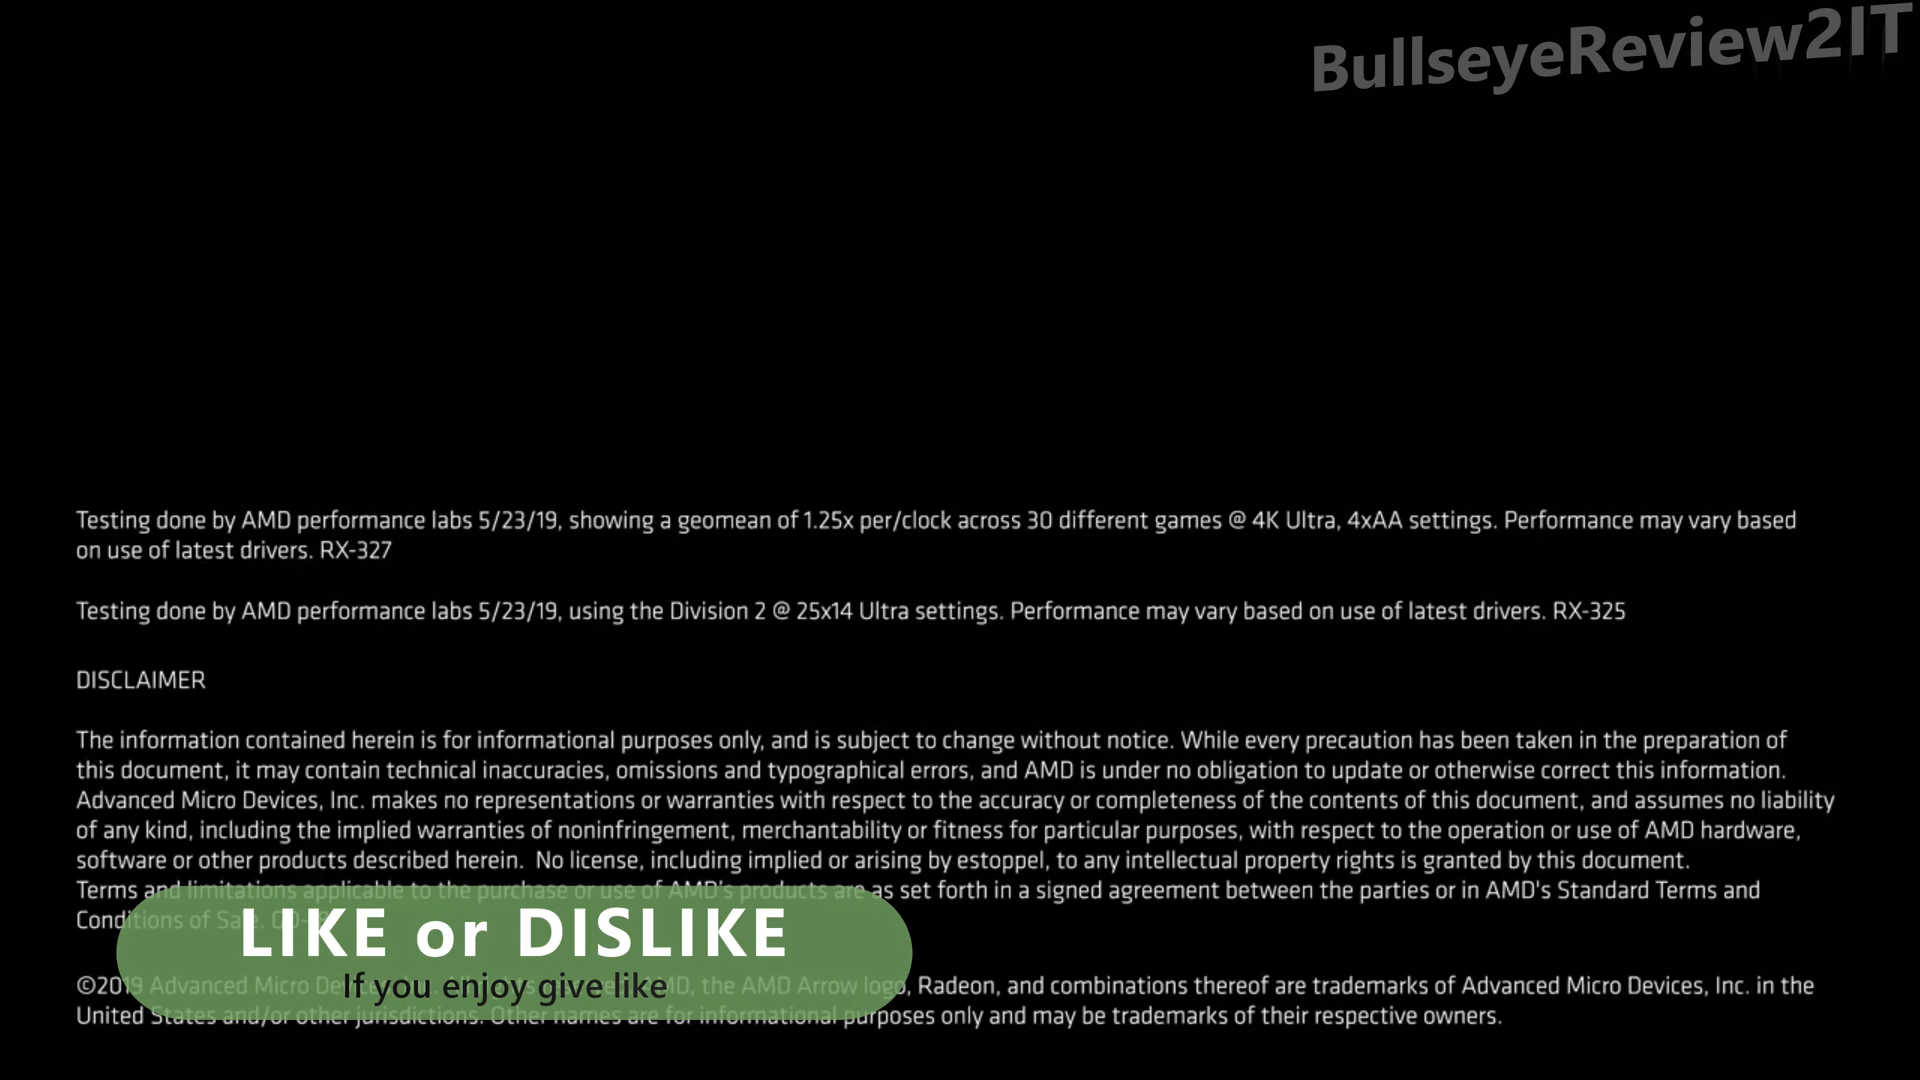 BullseyeReview2IT
Testing done by AMD performance labs 5/23/19, showing a geomean of 1.25x per/clock across 30 different games @ 4K Ultra, 4xAA settings. Performance may vary based
on use of latest drivers. RX-327
Testing done by AMD performance labs 5/23/19, using the Division 2 @ 25x14 Ultra settings. Performance may vary based on use of latest drivers. RX-325
DISCLAIMER
The information contained herein is for informational purposes only, and is subject to change without notice. While every precaution has been taken in the preparation of
this document, it may contain technical inaccuracies, omissions and typographical errors, and AMD is under no obligation to update or otherwise correct this information.
Advanced Micro Devices, Inc. makes no representations or warranties with respect to the accuracy or completeness of the contents of this document, and assumes no liability
of any kind, including the implied warranties of noninfringement, merchantability or fitness for particular purposes, with respect to the operation or use of AMD hardware,
software or other products described herein.  No license, including implied or arising by estoppel, to any intellectual property rights is granted by this document.
Terms and limitations applicable to the purchase or use of AMD's products are as set forth in a signed agreement between the parties or in AMD's Standard Terms and
Conditions of Sale.
LIKE or DISLIKE
If you enjoy give like
©2019 Advanced Micro the AMD Arrow logo, Radeon, and combinations thereof are trademarks of Advanced Micro Devices, Inc. in the
United States and/or other jurisdictions. Other names are for informational purposes only and may be trademarks of their respective owners.